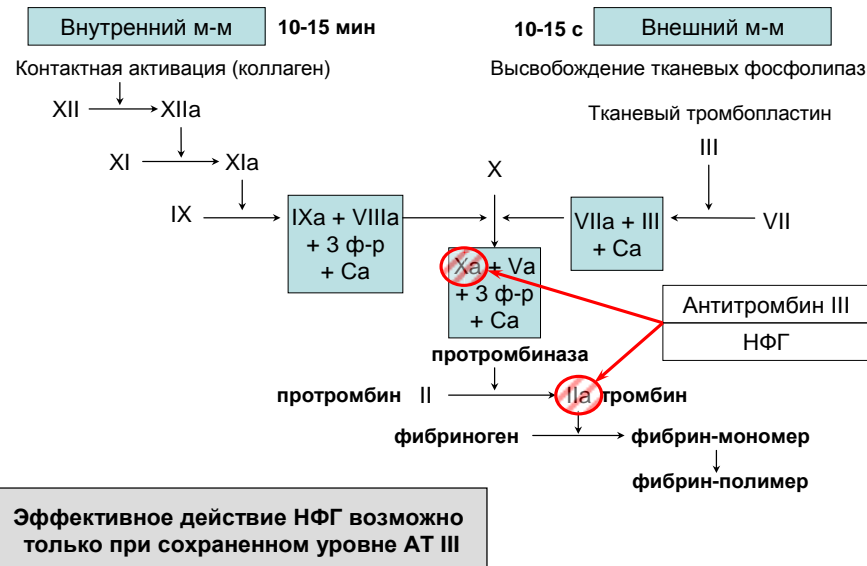 Внутренний м-м
10-15 мин
10-15 с
Внешний м-м
Контактная активация (коллаген)
Высвобождение тканевых фосфолипаз
XII
XIIa
Тканевый тромбопластин
III
XI
XIa
X
IX
IXa + VIIIa
+ 3 ф-р
+ Ca
VIIa + III
+ Ca
VII
Xa + Va
+ 3 ф-р
+ Ca
Антитромбин III
НФГ
протромбиназа
протромбин II
IIa тромбин
фибриноген
фибрин-мономер
фибрин-полимер
Эффективное действие НФГ возможно
только при сохраненном уровне АТ III